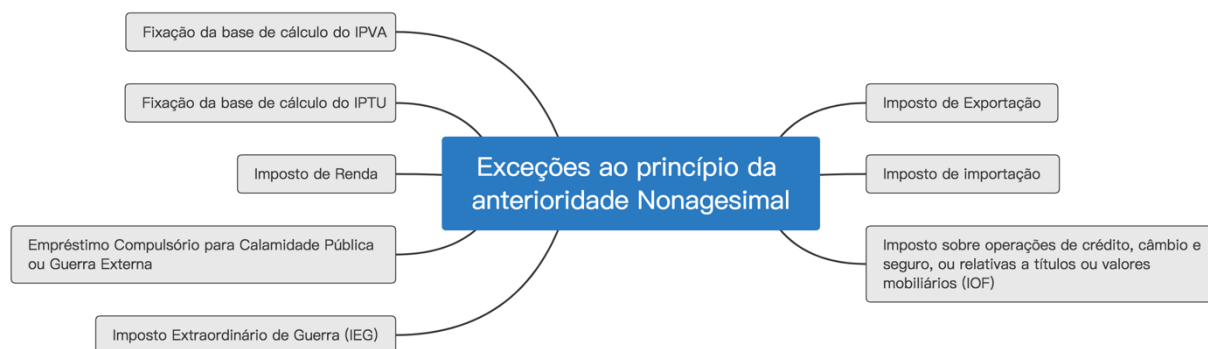 Fixação da base de cálculo do IPVA
Fixação da base de cálculo do IPTU
Imposto de Renda
Empréstimo Compulsório para Calamidade Pública
ou Guerra Externa
Imposto Extraordinário de Guerra (IEG)
Exceções ao princípio da
anterioridade Nonagesimal
Imposto de Exportação
Imposto de importação
Imposto sobre operações de crédito, câmbio e
seguro, ou relativas a títulos ou valores
mobiliários (IOF)